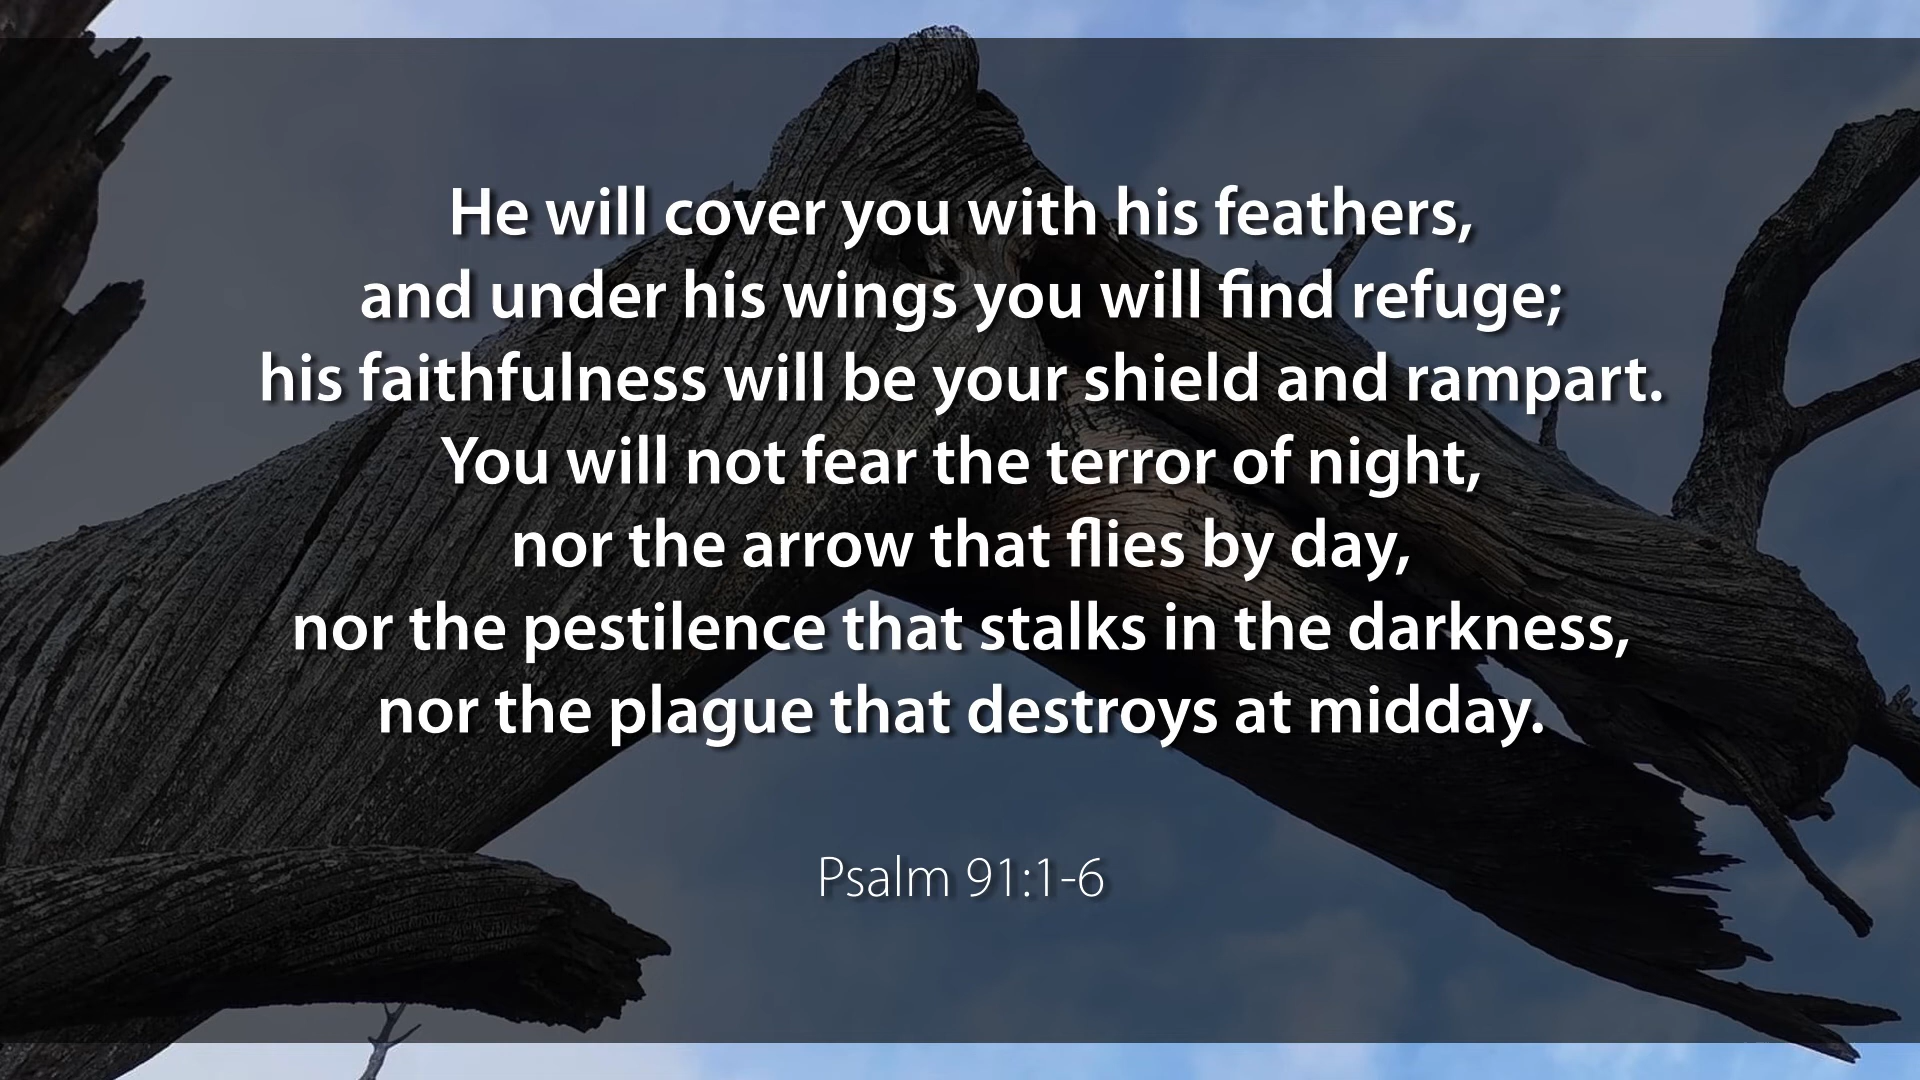 He will cover you with his feathers,
and under his wings you will find refuge;
his faithfulness will be your shield and rampart.
You will not fear the terror of night,
nor the arrow that flies by day,
nor the pestilence that stalks in the darkness,
nor the plague that destroys at midday.
Psalm 91:1-6